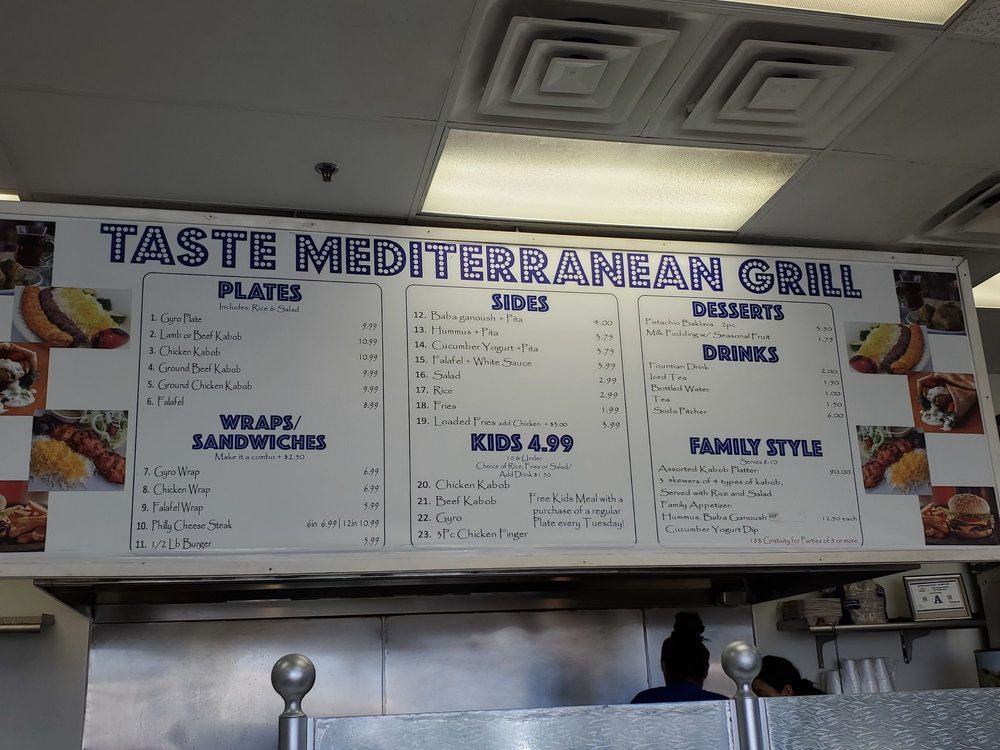 TASTE MEDITERRANEAN GRILL
PLATES
Includes: Rice & Salad
1. Gyro Plate 9.99
2. Lamb or Beef Kabob 10.99
3. Chicken Kabob 10.99
4. Ground Beef Kabob 9.99
5. Ground Chicken Kabob 9.99
6. Falafel 8.99
WRAPS/
SANDWICHES
Make it a combo + $2.50
7. Gyro Wrap 6.99
8. Chicken Wrap 6.99
9. Falafel Wrap 5.99
10. Philly Cheese Steak 6in 6.99|12in 10.99
11. 1/2 Lb Burger 5.99
SIDES
12. Baba ganoush + Pita 4.00
13. Hummus + Pita 3.75
14. Cucumber Yogurt +Pita 3.75
15. Falafel + White Sauce 3.99
16. Salad 2.99
17. Rice 2.99
18. Fries 1.99
19. Loaded Fries add Chicken + $3.00 3.99
KIDS 4.99
10 & Under
Choice of Rice, Fries or Salad/
Add Drink $1.50
20. Chicken Kabob
21. Beef Kabob
22. Gyro
23. 3Pc Chicken Finger
Free Kids Meal with a
purchase of a regular
Plate every Tuesday!
DESSERTS
Pistachio Baklava 2pc 3.50
Milk Pudding w/ Seasonal Fruit 1.75
DRINKS
Fountian Drink 2.00
Iced Tea 1.50
Bottled Water 1.00
Tea 1.50
Soda Pitcher 6.00
FAMILY STYLE
Serves 8-10
Assorted Kabob Platter: 90.00
3 skewers of 4 types of kabob,
Served with Rice and Salad.
Family Appetizer:
Hummus, Baba Ganoush or 12.50 each
Cucumber Yogurt Dip
18% Gratuity for Parties of 8 or more
A